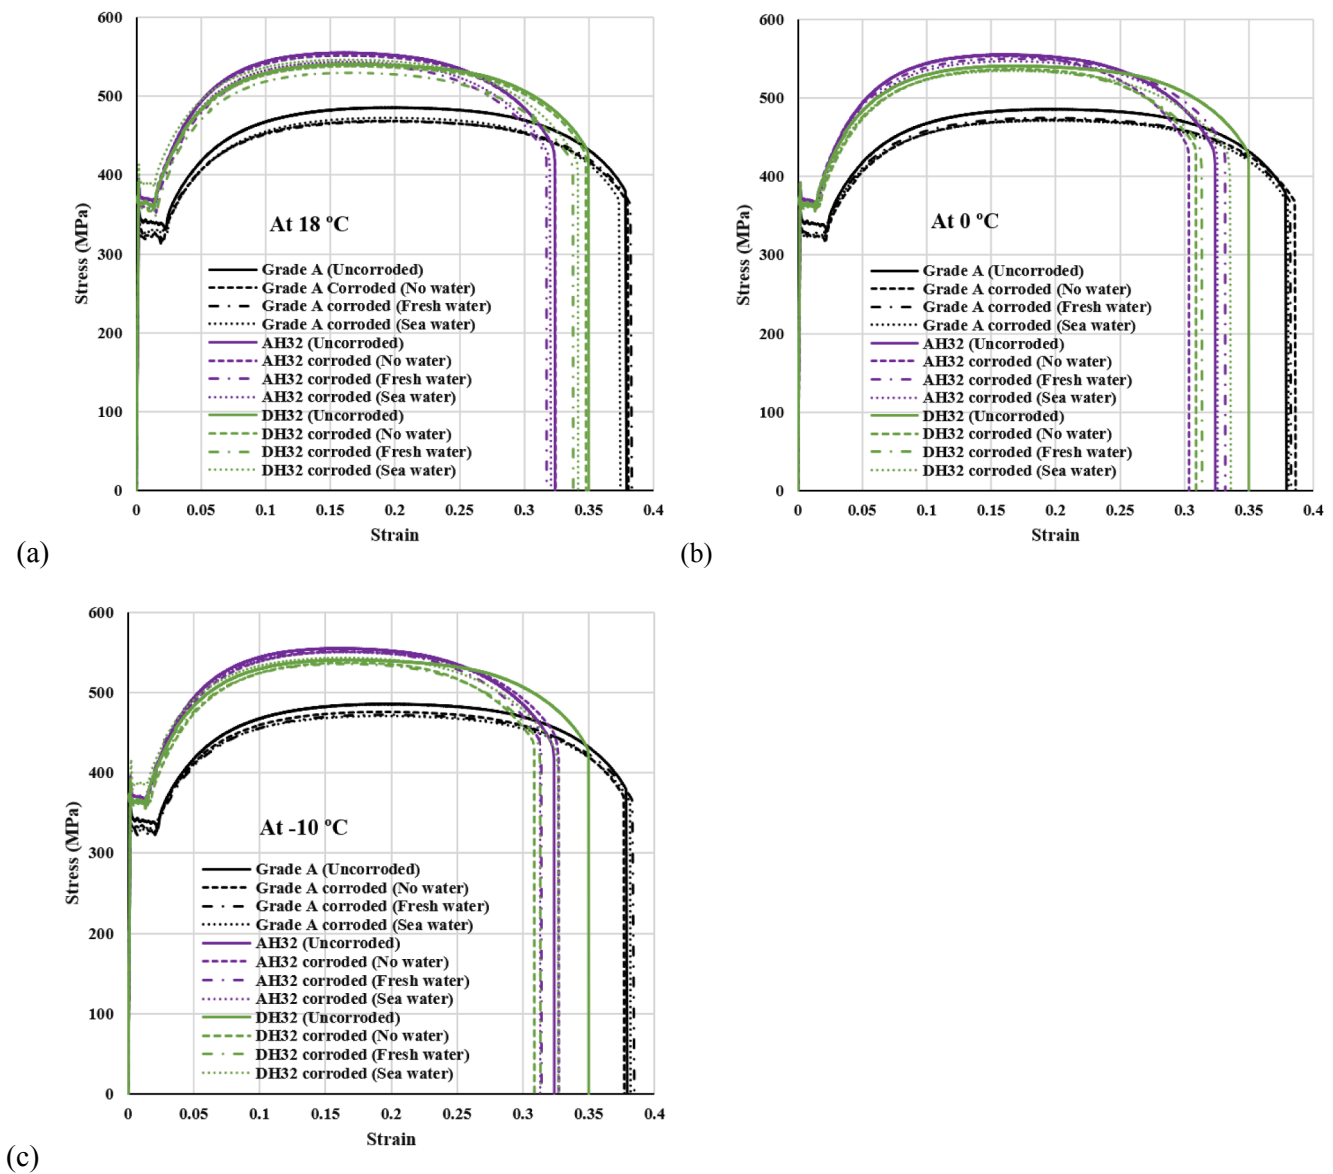 600
500
400
300
200
100
0
Stress (MPa)
At 18 ºC
Grade A (Uncorroded)
Grade A Corroded (No water)
Grade A corroded (Fresh water)
Grade A corroded (Sea water)
AH32 (Uncorroded)
AH32 corroded (No water)
AH32 corroded (Fresh water)
AH32 corroded (Sea water)
DH32 (Uncorroded)
DH32 corroded (No water)
DH32 corroded (Fresh water)
DH32 corroded (Sea water)
0 0.05 0.1 0.15 0.2 0.25 0.3 0.35 0.4
Strain
(a)
600
500
400
300
200
100
0
Stress (MPa)
At 0 ºC
Grade A (Uncorroded)
Grade A corroded (No water)
Grade A corroded (Fresh water)
Grade A corroded (Sea water)
AH32 (Uncorroded)
AH32 corroded (No water)
AH32 corroded (Fresh water)
AH32 corroded (Sea water)
DH32 (Uncorroded)
DH32 corroded (No water)
DH32 corroded (Fresh water)
DH32 corroded (Sea water)
0 0.05 0.1 0.15 0.2 0.25 0.3 0.35 0.4
Strain
(b)
600
500
400
300
200
100
0
Stress (MPa)
At -10 ºC
Grade A (Uncorroded)
Grade A corroded (No water)
Grade A corroded (Fresh water)
Grade A corroded (Sea water)
AH32 (Uncorroded)
AH32 corroded (No water)
AH32 corroded (Fresh water)
AH32 corroded (Sea water)
DH32 (Uncorroded)
DH32 corroded (No water)
DH32 corroded (Fresh water)
DH32 corroded (Sea water)
0 0.05 0.1 0.15 0.2 0.25 0.3 0.35 0.4
Strain
(c)